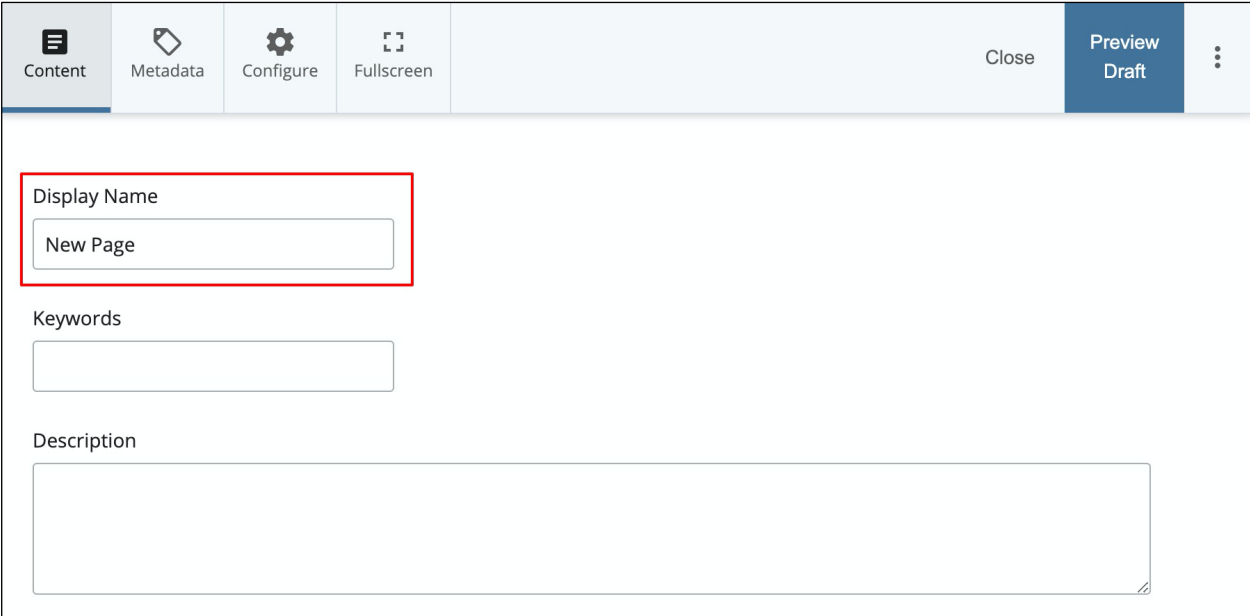 Content
Metadata
Configure
Fullscreen
Close
Preview
Draft
Display Name
New Page
Keywords
Description